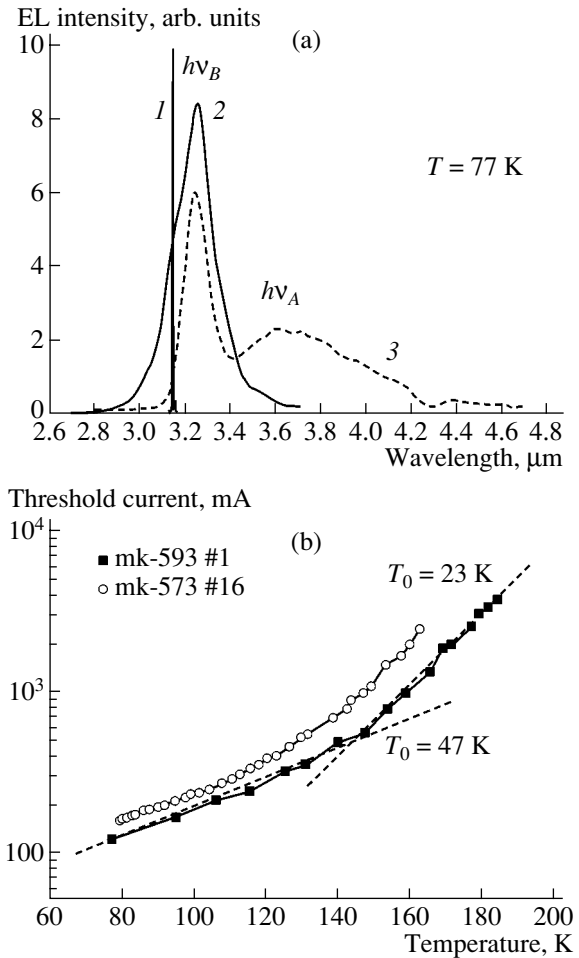 EL intensity, arb. units
(a)
10
hν_B
1
2
8
T = 77 K
6
4
hν_A
2
3
0
2.6 3.0 3.2 3.4 3.6 3.8 4.0 4.2 4.4 4.6 4.8
Wavelength, μm
Threshold current, mA
10^4
(b)
mk-593 #1
T_0 = 23 K
mk-573 #16
10^3
T_0 = 47 K
100
60 80 100 120 140 160 180 200
Temperature, K